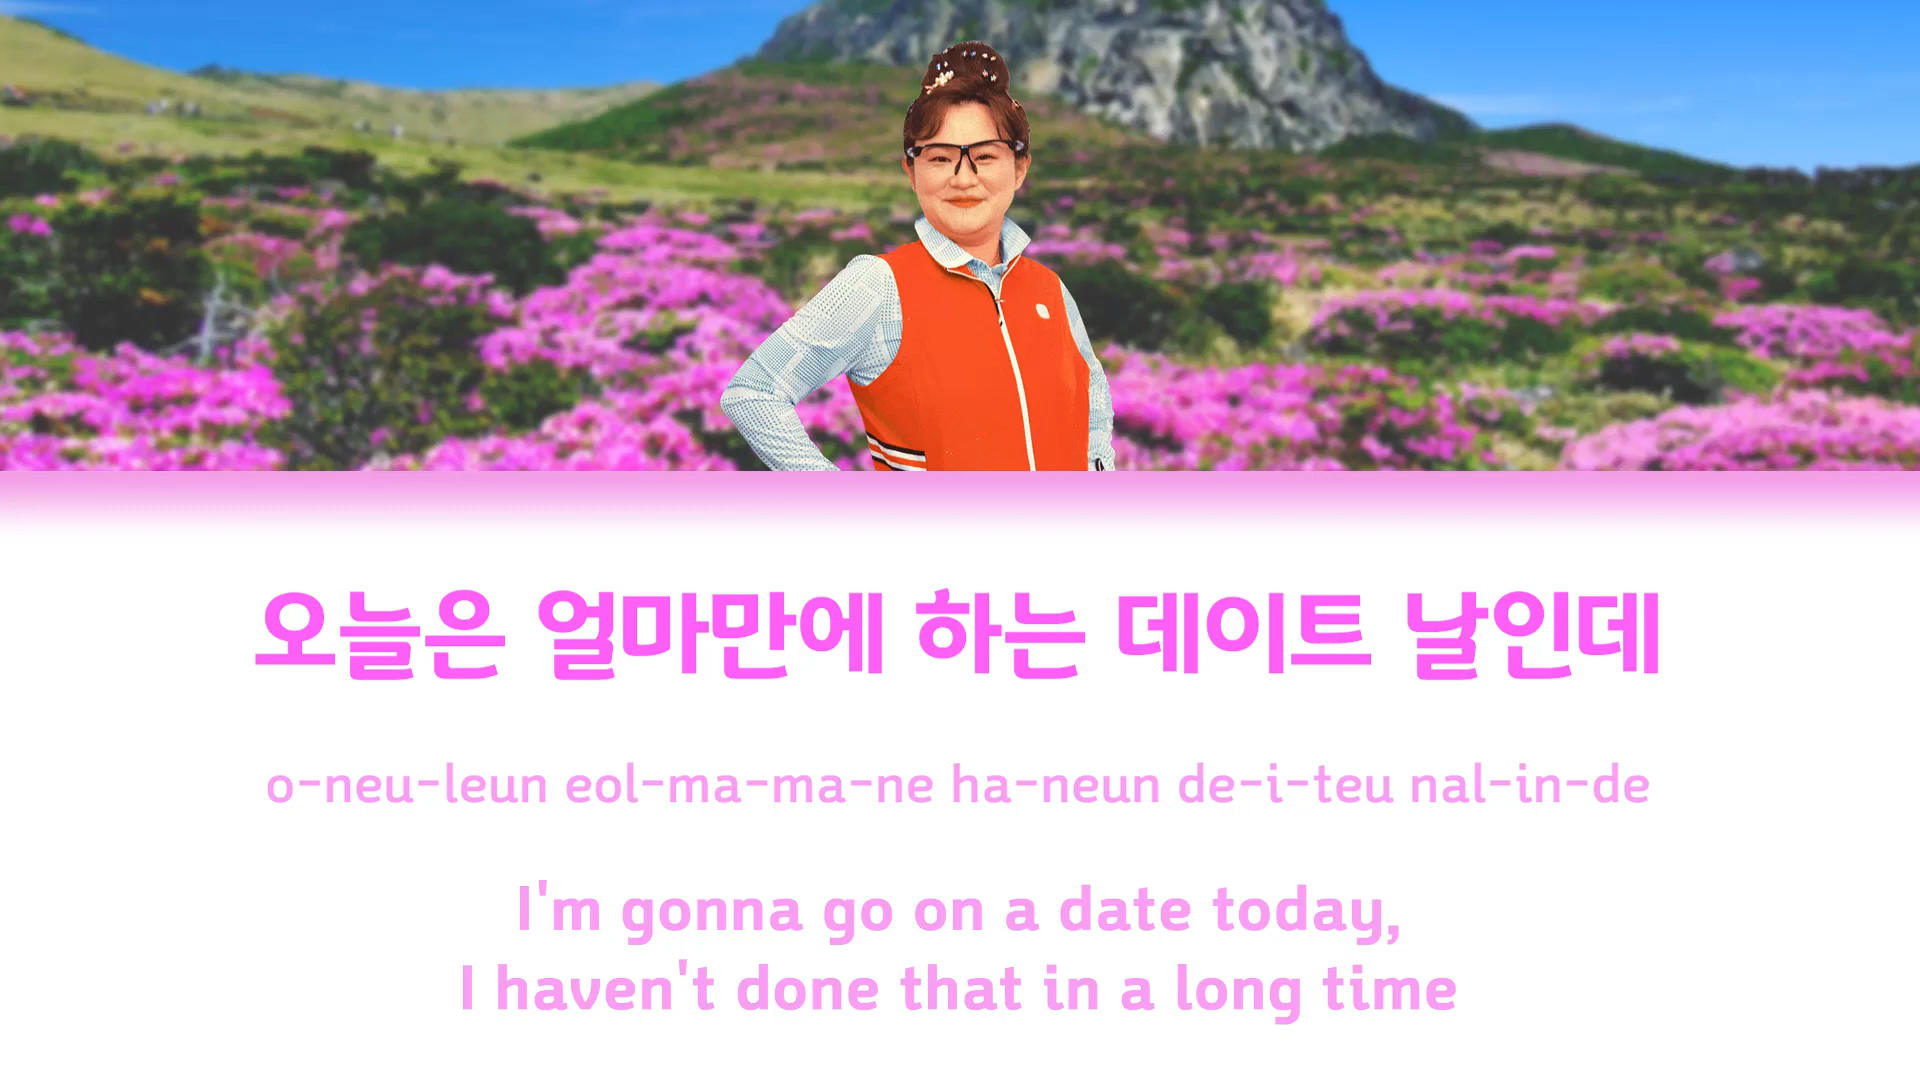 오늘은 얼마만에 하는 데이트 날인데
o-neu-leun eol-ma-ma-ne ha-neun de-i-teu nal-in-de
I'm gonna go on a date today,
I haven't done that in a long time